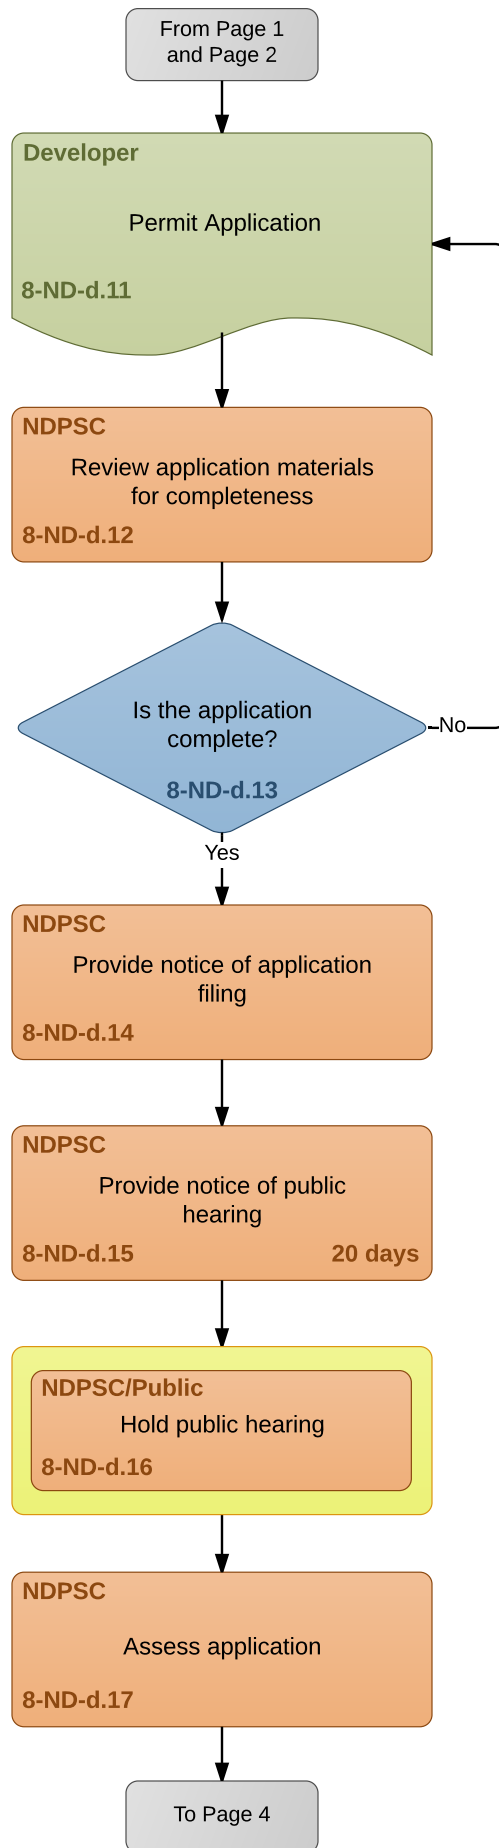 From Page 1
and Page 2
Developer
Permit Application
8-ND-d.11
NDPSC
Review application materials
for completeness
8-ND-d.12
Is the application
complete?
8-ND-d.13
No
Yes
NDPSC
Provide notice of application
filing
8-ND-d.14
NDPSC
Provide notice of public
hearing
8-ND-d.15 20 days
NDPSC/Public
Hold public hearing
8-ND-d.16
NDPSC
Assess application
8-ND-d.17
To Page 4